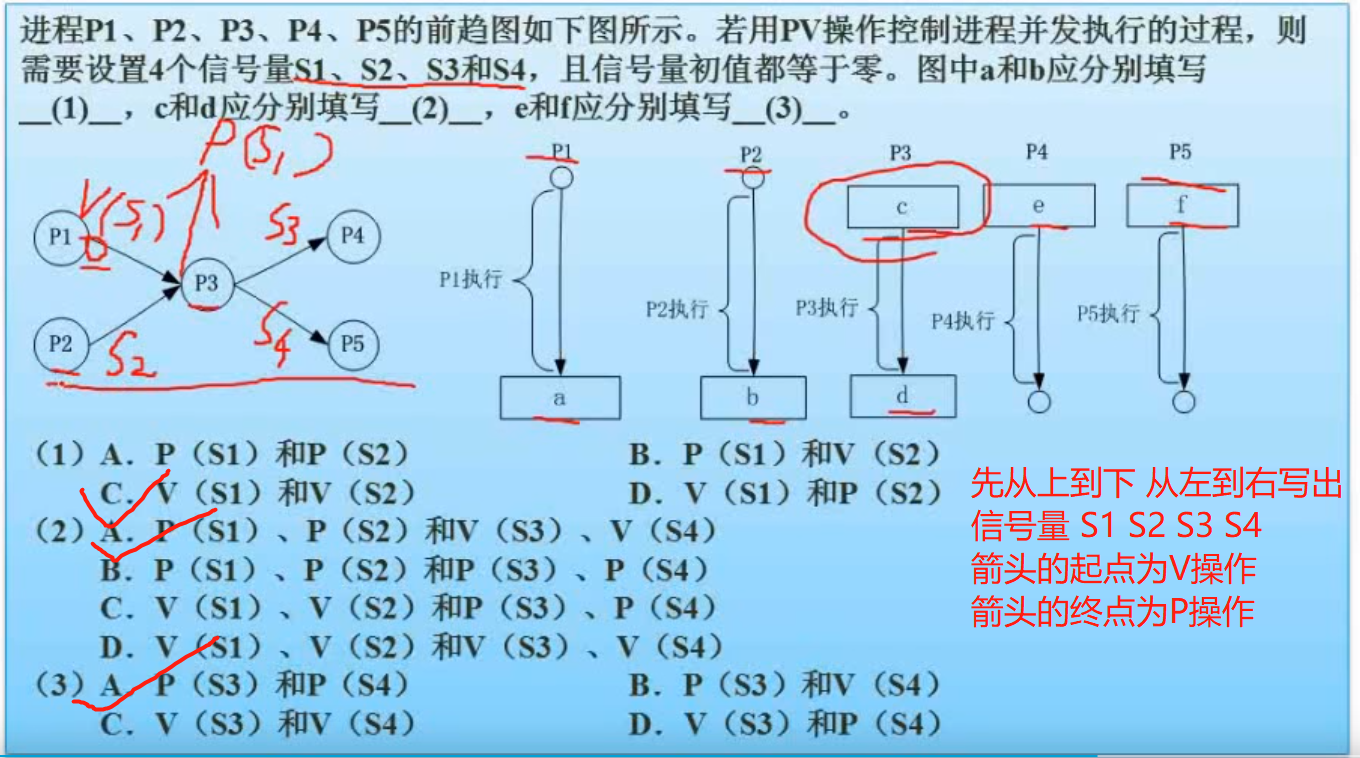 进程P1、P2、P3、P4、P5的前趋图如下图所示。若用PV操作控制进程并发执行的过程，则
需要设置4个信号量S1、S2、S3和S4，且信号量初值都等于零。图中a和b应分别填写
__(1)__，c和d应分别填写__(2)__，e和f应分别填写__(3)__。
P(S1)
V(S1)
S3
P1
P4
P3
P2
S2
S4
P5
P1
P2
P3
P4
P5
c
e
f
P1执行
P2执行
P3执行
P4执行
P5执行
a
b
d
（1）A．P（S1）和P（S2）
B．P（S1）和V（S2）
C．V（S1）和V（S2）
D．V（S1）和P（S2）
（2）A．P（S1）、P（S2）和V（S3）、V（S4）
B．P（S1）、P（S2）和P（S3）、P（S4）
C．V（S1）、V（S2）和P（S3）、P（S4）
D．V（S1）、V（S2）和V（S3）、V（S4）
（3）A．P（S3）和P（S4）
B．P（S3）和V（S4）
C．V（S3）和V（S4）
D．V（S3）和P（S4）
先从上到下 从左到右写出
信号量 S1 S2 S3 S4
箭头的起点为V操作
箭头的终点为P操作